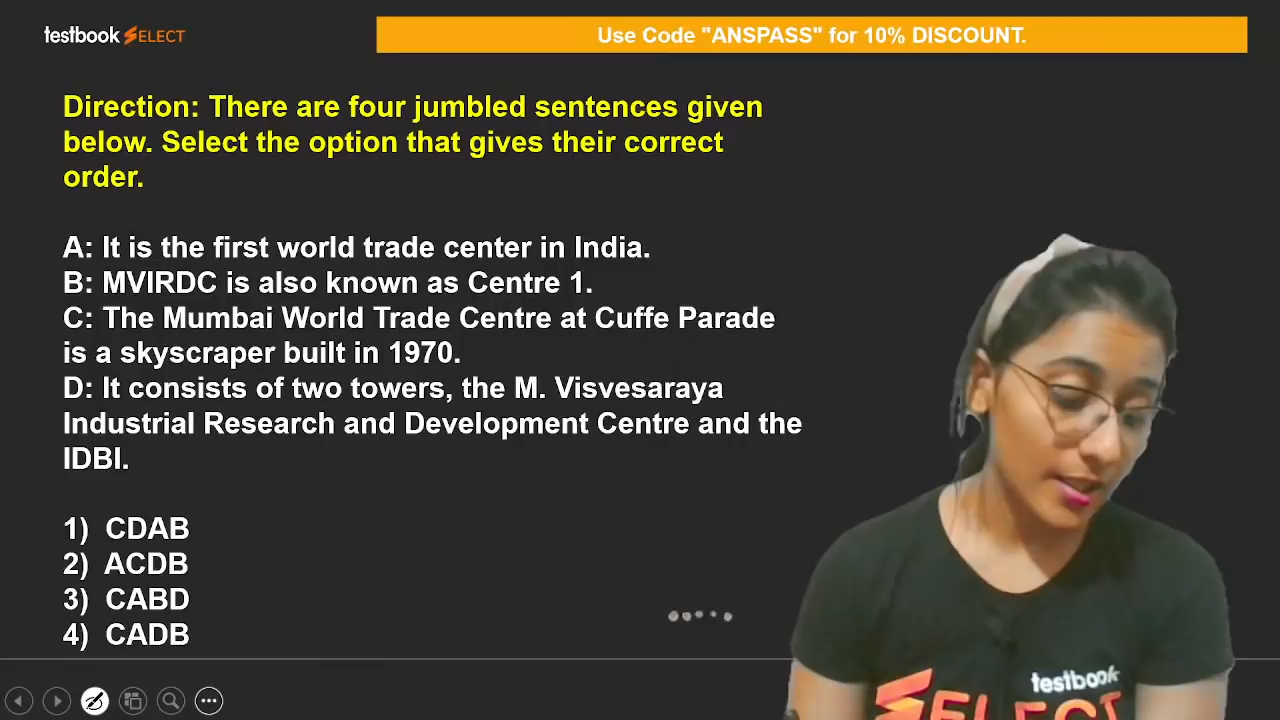 testbook SELECT
Use Code "ANSPASS" for 10% DISCOUNT.
Direction: There are four jumbled sentences given
below. Select the option that gives their correct
order.
A: It is the first world trade center in India.
B: MVIRDC is also known as Centre 1.
C: The Mumbai World Trade Centre at Cuffe Parade
is a skyscraper built in 1970.
D: It consists of two towers, the M. Visvesaraya
Industrial Research and Development Centre and the
IDBI.
1) CDAB
2) ACDB
3) CABD
4) CADB
testbook
SELECT